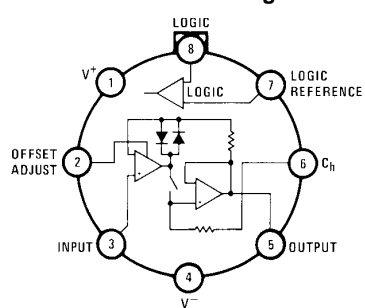 LOGIC
8
V+
1
LOGIC
7
LOGIC
REFERENCE
OFFSET
ADJUST
2
6
Ch
INPUT
3
5
OUTPUT
4
V−